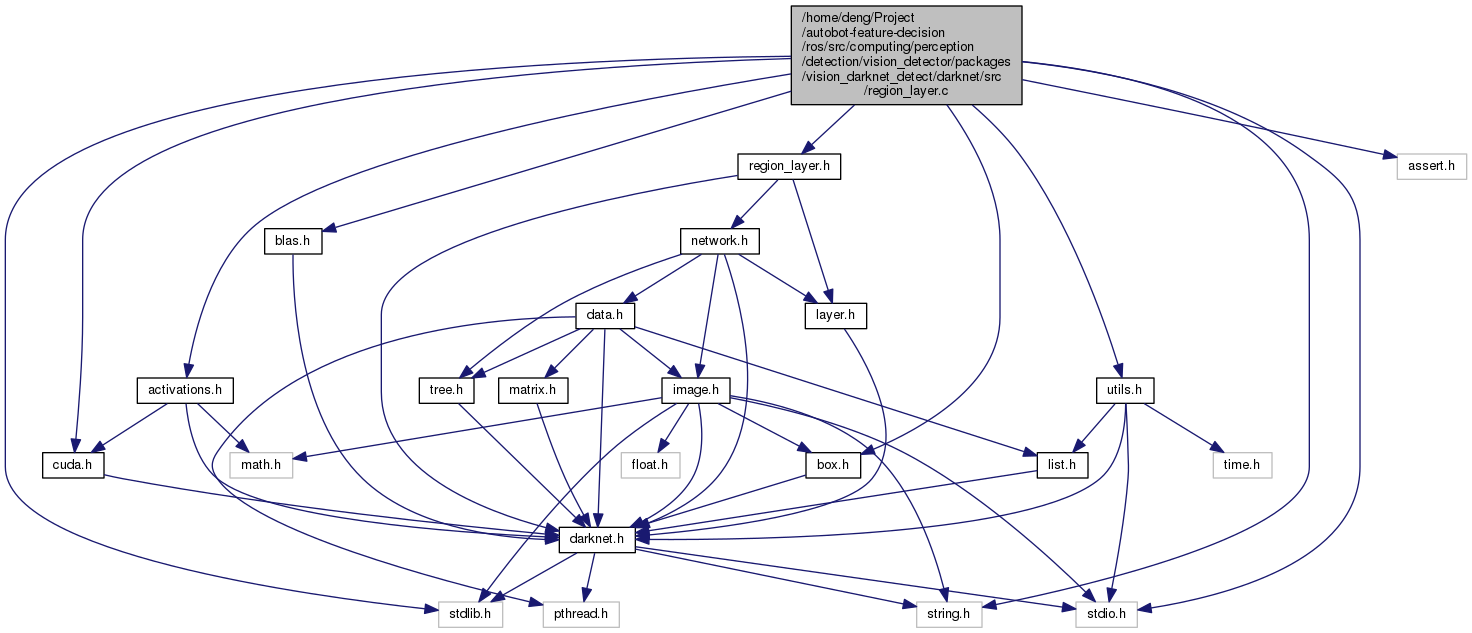 /home/deng/Project
/autobot-feature-decision
/ros/src/computing/perception
/detection/vision_detector/packages
/vision_darknet_detect/darknet/src
/region_layer.c
region_layer.h
assert.h
blas.h
network.h
data.h
layer.h
activations.h
tree.h
matrix.h
image.h
utils.h
cuda.h
math.h
float.h
box.h
list.h
time.h
darknet.h
stdlib.h
pthread.h
string.h
stdio.h